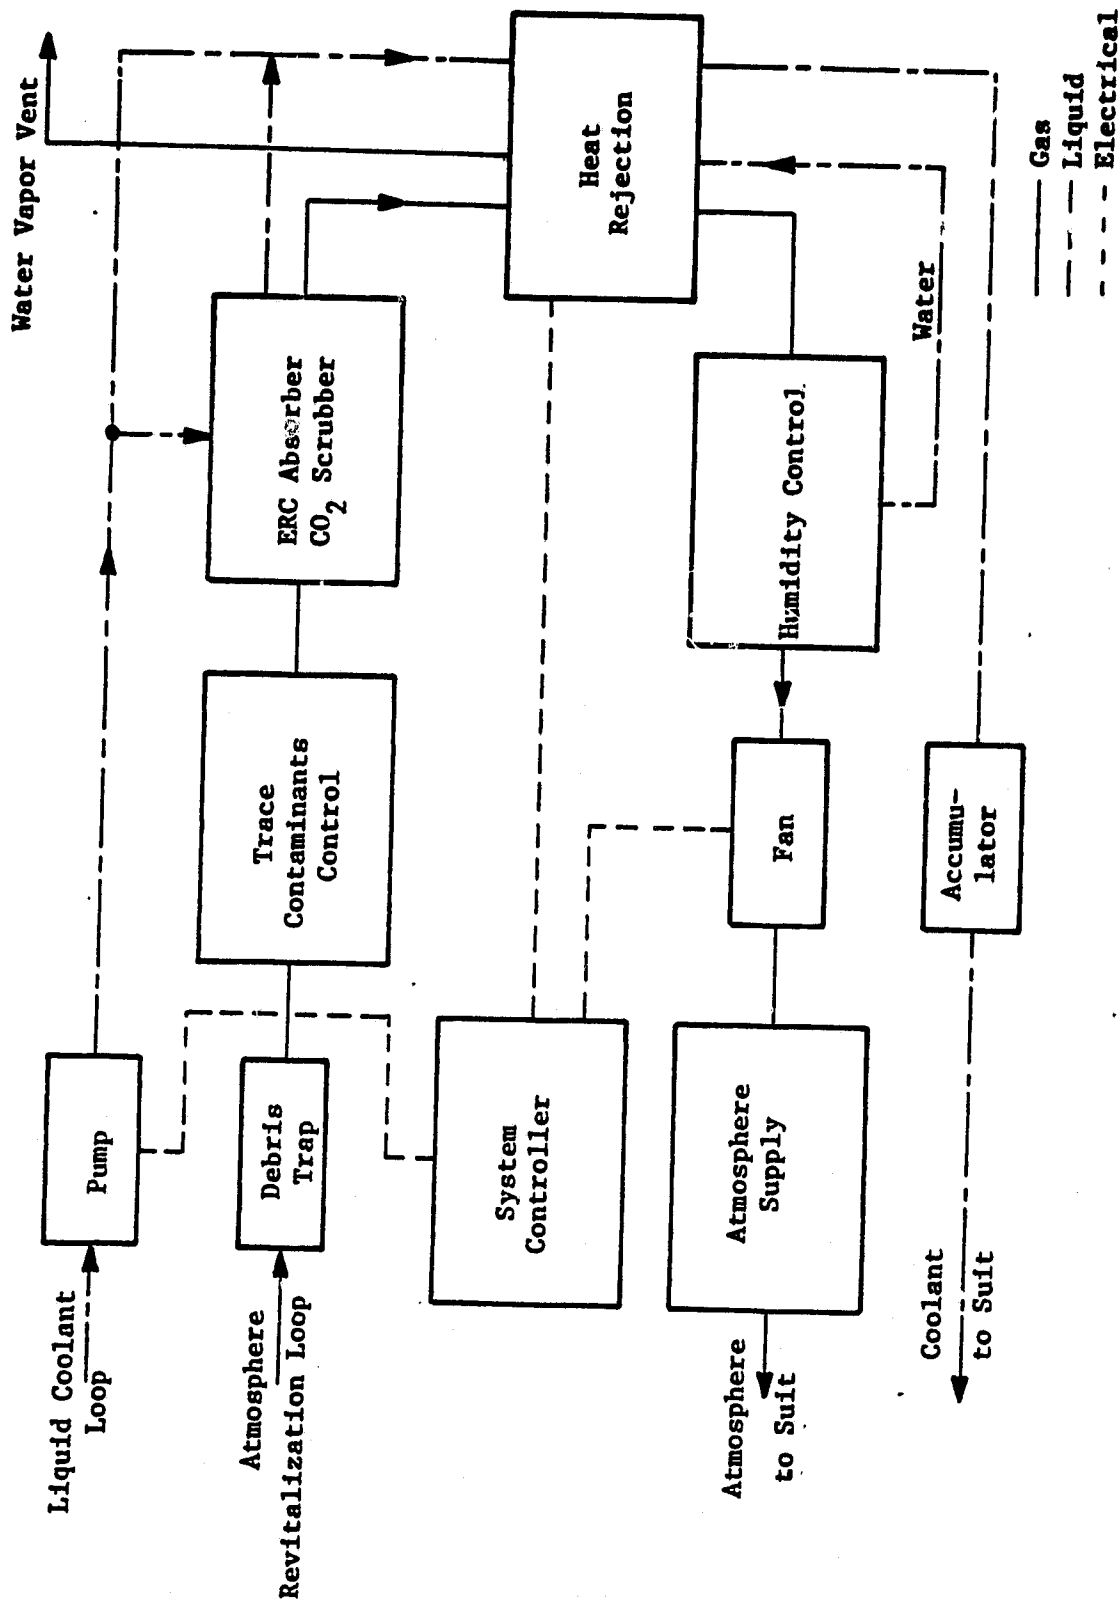 Liquid Coolant
Loop
Pump
Water Vapor Vent
Atmosphere
Revitalization Loop
Debris
Trap
Trace
Contaminants
Control
ERC Absorber
CO2 Scrubber
Heat
Rejection
System
Controller
Atmosphere
to Suit
Atmosphere
Supply
Fan
Humidity Control
Water
Coolant
to Suit
Accumu-
lator
Gas
Liquid
Electrical